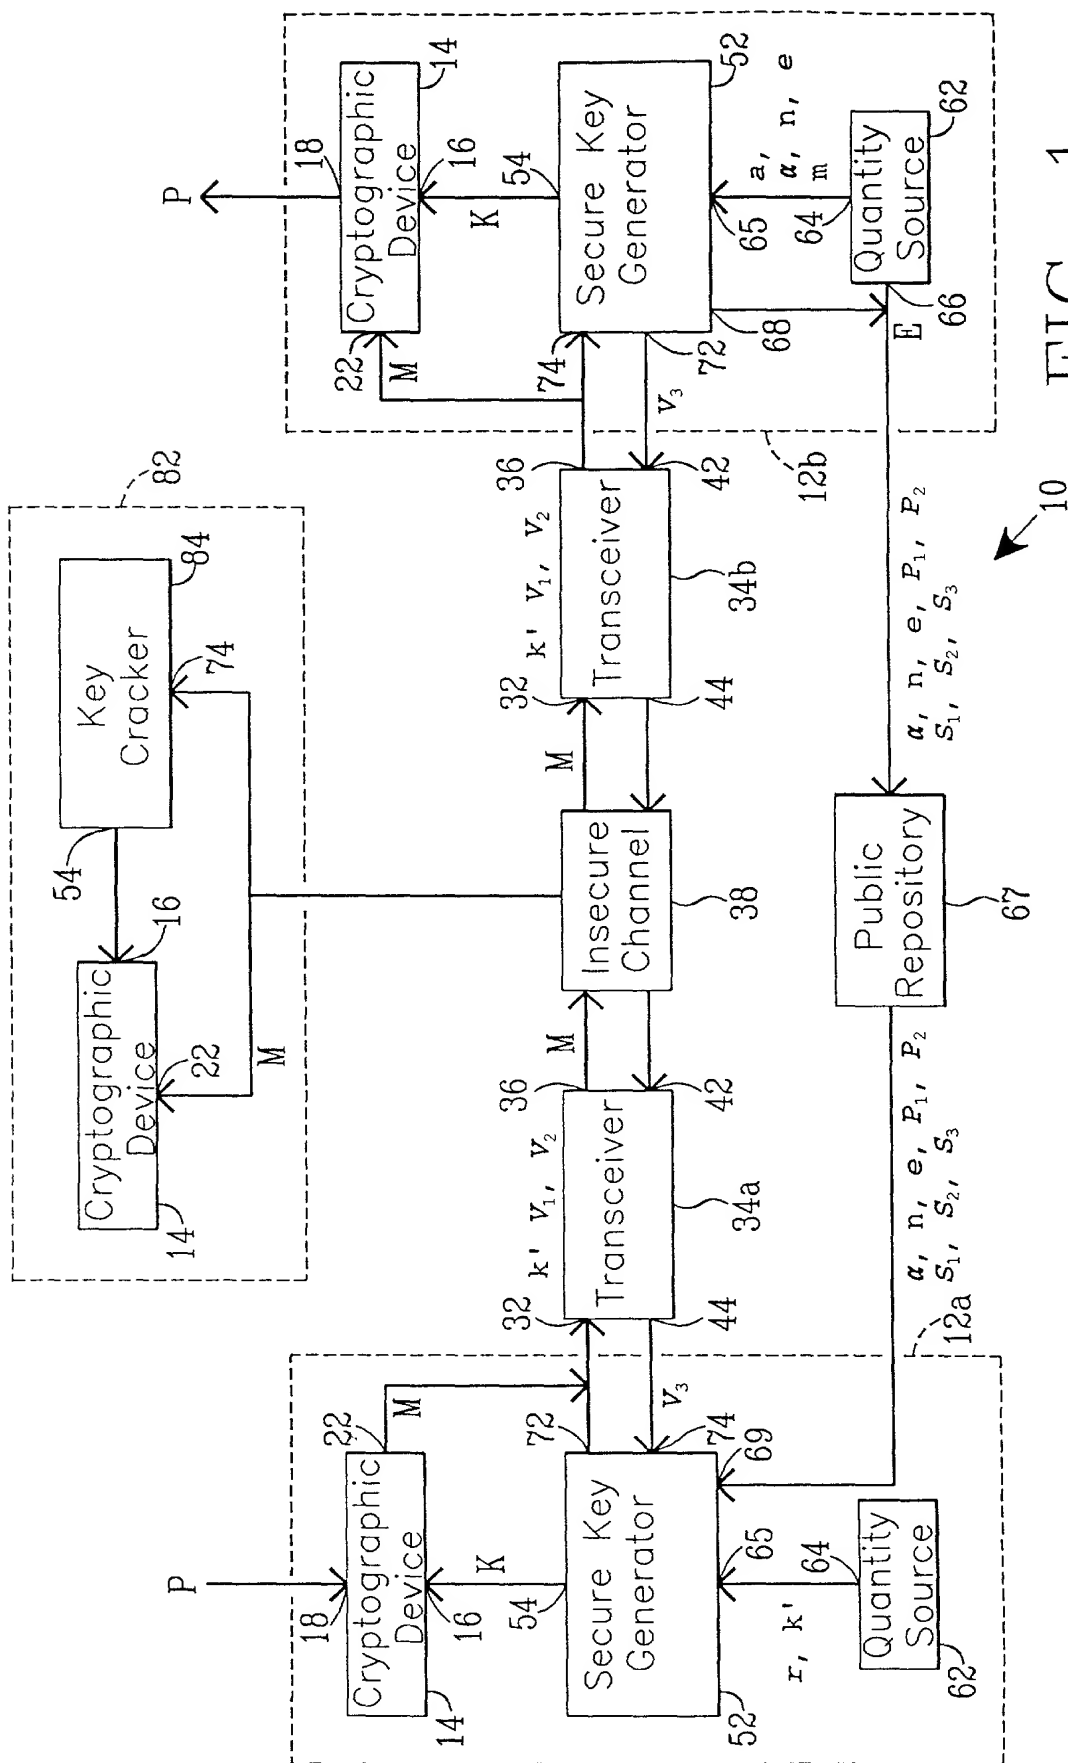 82
84
Key
Cracker
54
74
16
Cryptographic
Device
14
22
M
P
18
Cryptographic
Device
14
22
M
16
K
54
Secure Key
Generator
52
72
74
V₃
69
65
64
r, k'
Quantity
Source
62
12a
32
k' V₁, V₂
36
Transceiver
44
42
34a
M
Insecure
Channel
38
M
32
k' V₁, V₂
36
Transceiver
44
42
34b
P
18
Cryptographic
Device
14
22
M
16
K
54
Secure Key
Generator
52
74
72
V₃
68
65
64
a,
α, n, e
m
Quantity
Source
62
66
E
12b
α, n, e, P₁, P₂
S₁, S₂, S₃
Public
Repository
67
α, n, e, P₁, P₂
S₁, S₂, S₃
10
FIG. 1